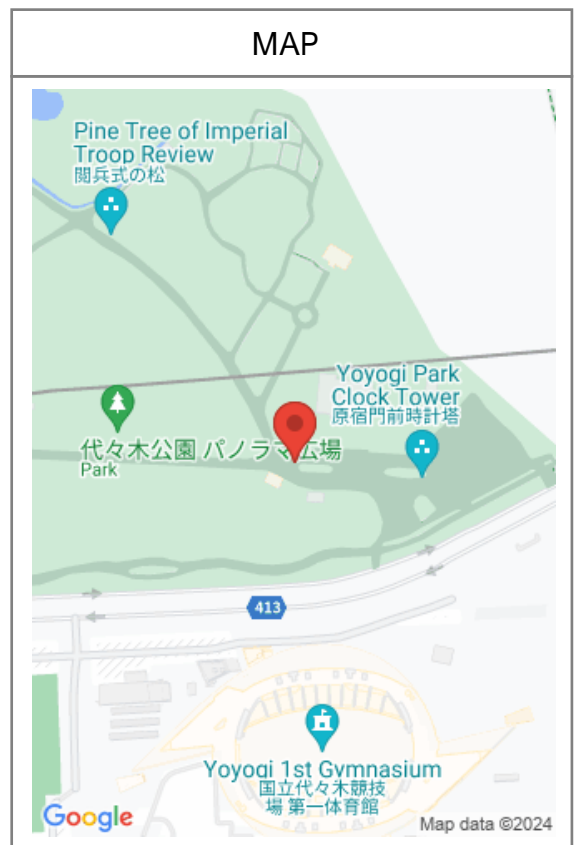 MAP
Pine Tree of Imperial
Troop Review
閲兵式の松
Yoyogi Park
Clock Tower
原宿門前時計塔
代々木公園 パノラマ広場
Park
413
Yoyogi 1st Gymnasium
国立代々木競技
場 第一体育館
Google
Map data ©2024